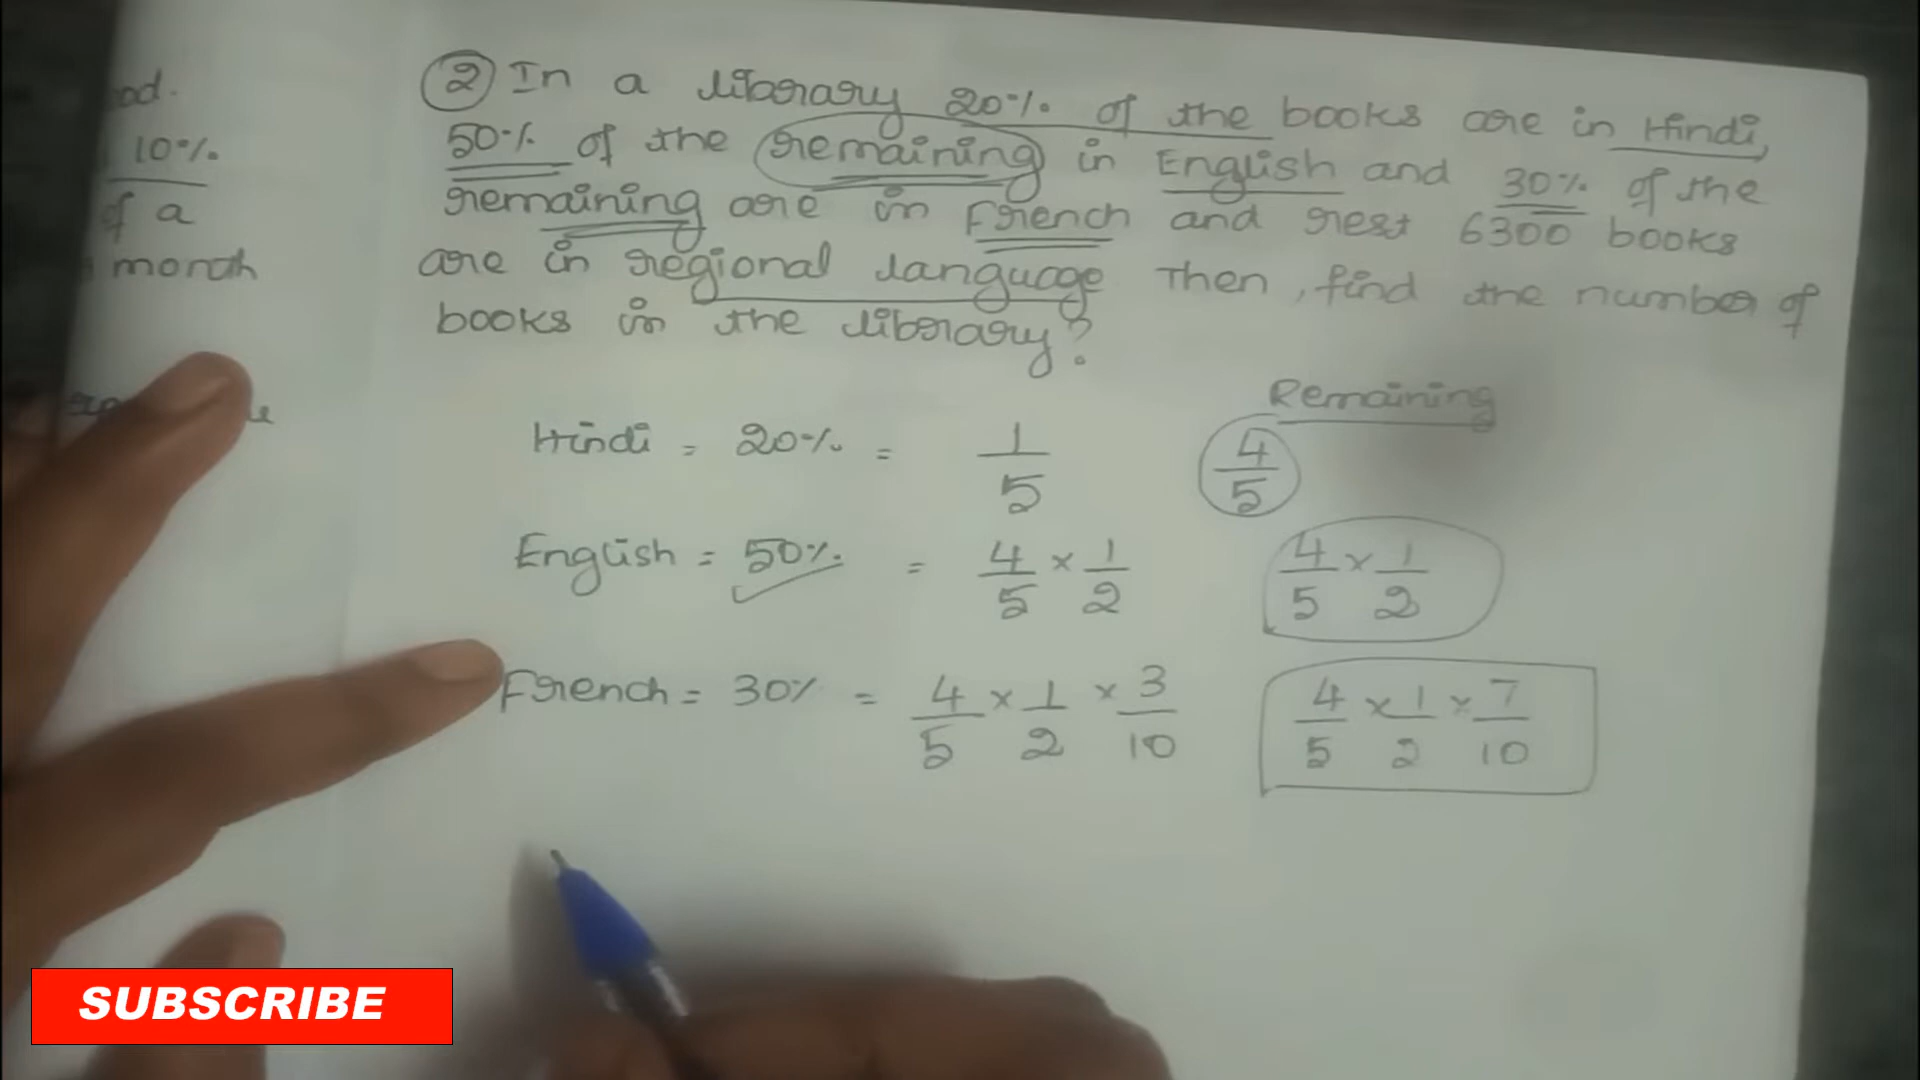 od.
10%
of a
month
② In a library 20% of the books are in Hindi,
50% of the remaining in English and 30% of the
remaining are in French and rest 6300 books
are in regional language Then, find the number of
books in the library?
Remaining
Hindi = 20% = 1/5 4/5
English = 50% = 4/5 × 1/2 4/5 × 1/2
French = 30% = 4/5 × 1/2 × 3/10 4/5 × 1/2 × 7/10
SUBSCRIBE